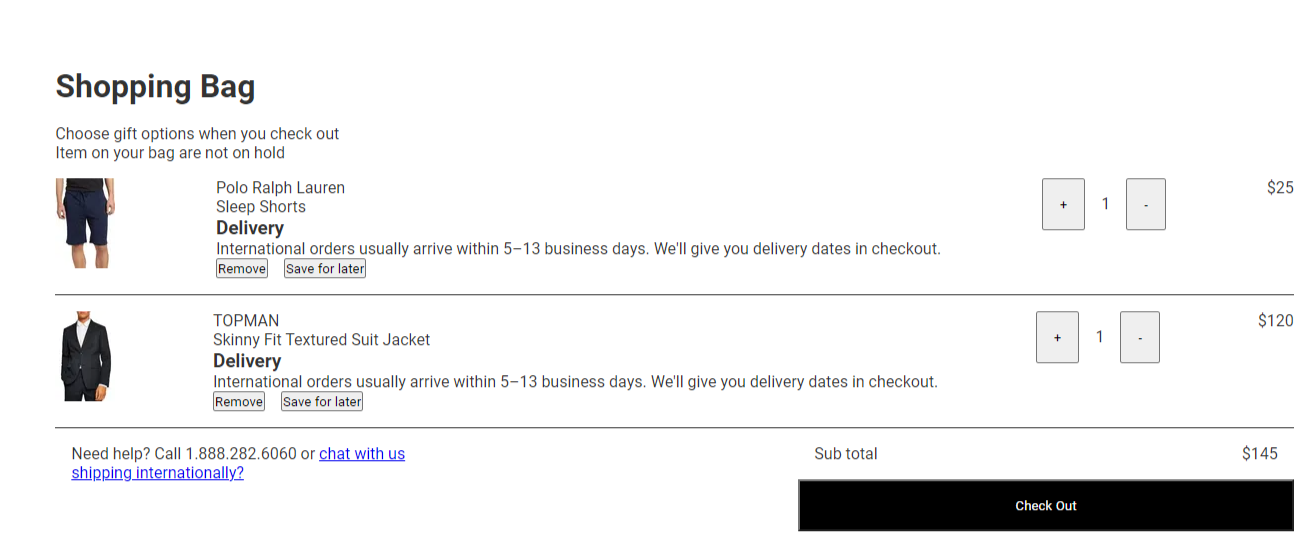 Shopping Bag
Choose gift options when you check out
Item on your bag are not on hold
Polo Ralph Lauren
+ 1 -
$25
Sleep Shorts
Delivery
International orders usually arrive within 5–13 business days. We'll give you delivery dates in checkout.
Remove Save for later
TOPMAN
+ 1 -
$120
Skinny Fit Textured Suit Jacket
Delivery
International orders usually arrive within 5–13 business days. We'll give you delivery dates in checkout.
Remove Save for later
Need help? Call 1.888.282.6060 or chat with us
shipping internationally?
Sub total $145
Check Out